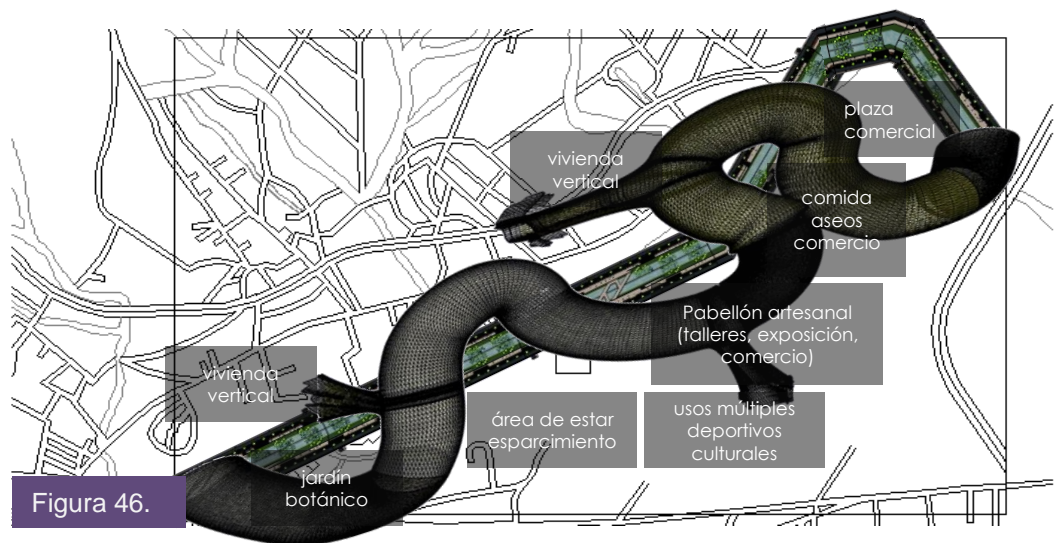 plaza
comercial
vivienda
vertical
comida
aseos
comercio
Pabellón artesanal
(talleres, exposición,
comercio)
vivienda
vertical
área de estar
esparcimiento
usos múltiples
deportivos
culturales
jardín
botánico
Figura 46.